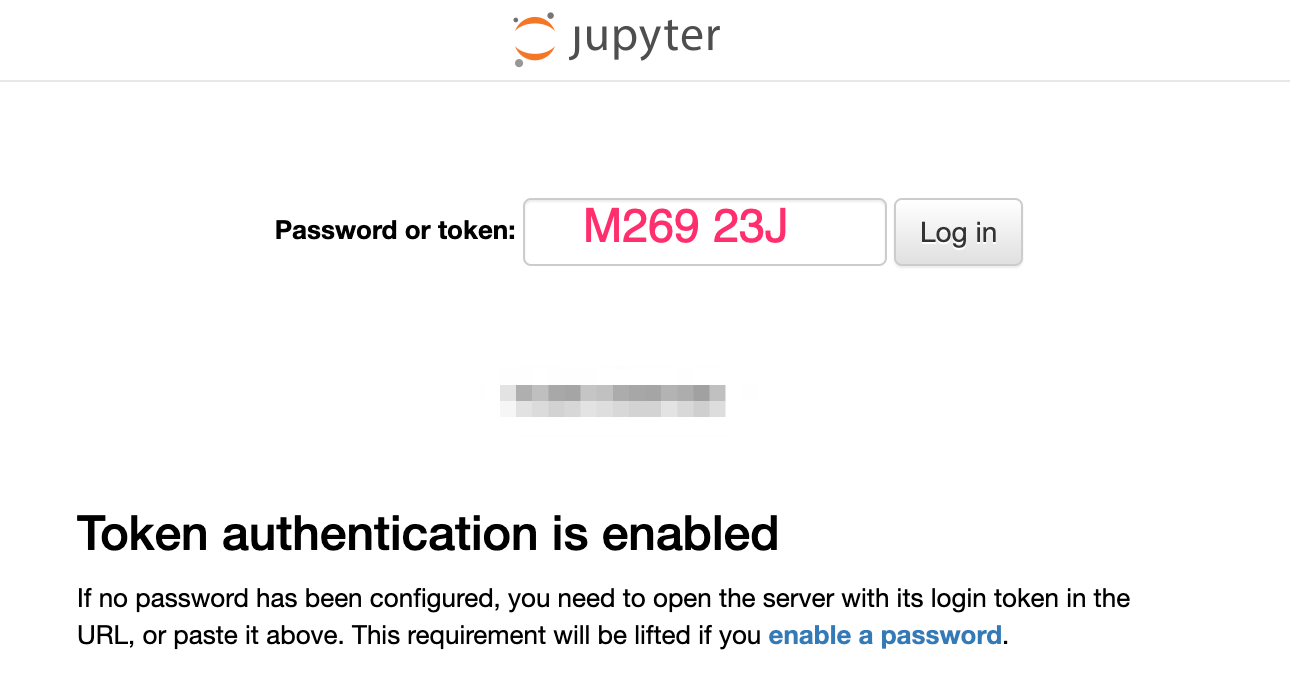 jupyter
Password or token: M269 23J Log in
Token authentication is enabled
If no password has been configured, you need to open the server with its login token in the
URL, or paste it above. This requirement will be lifted if you enable a password.